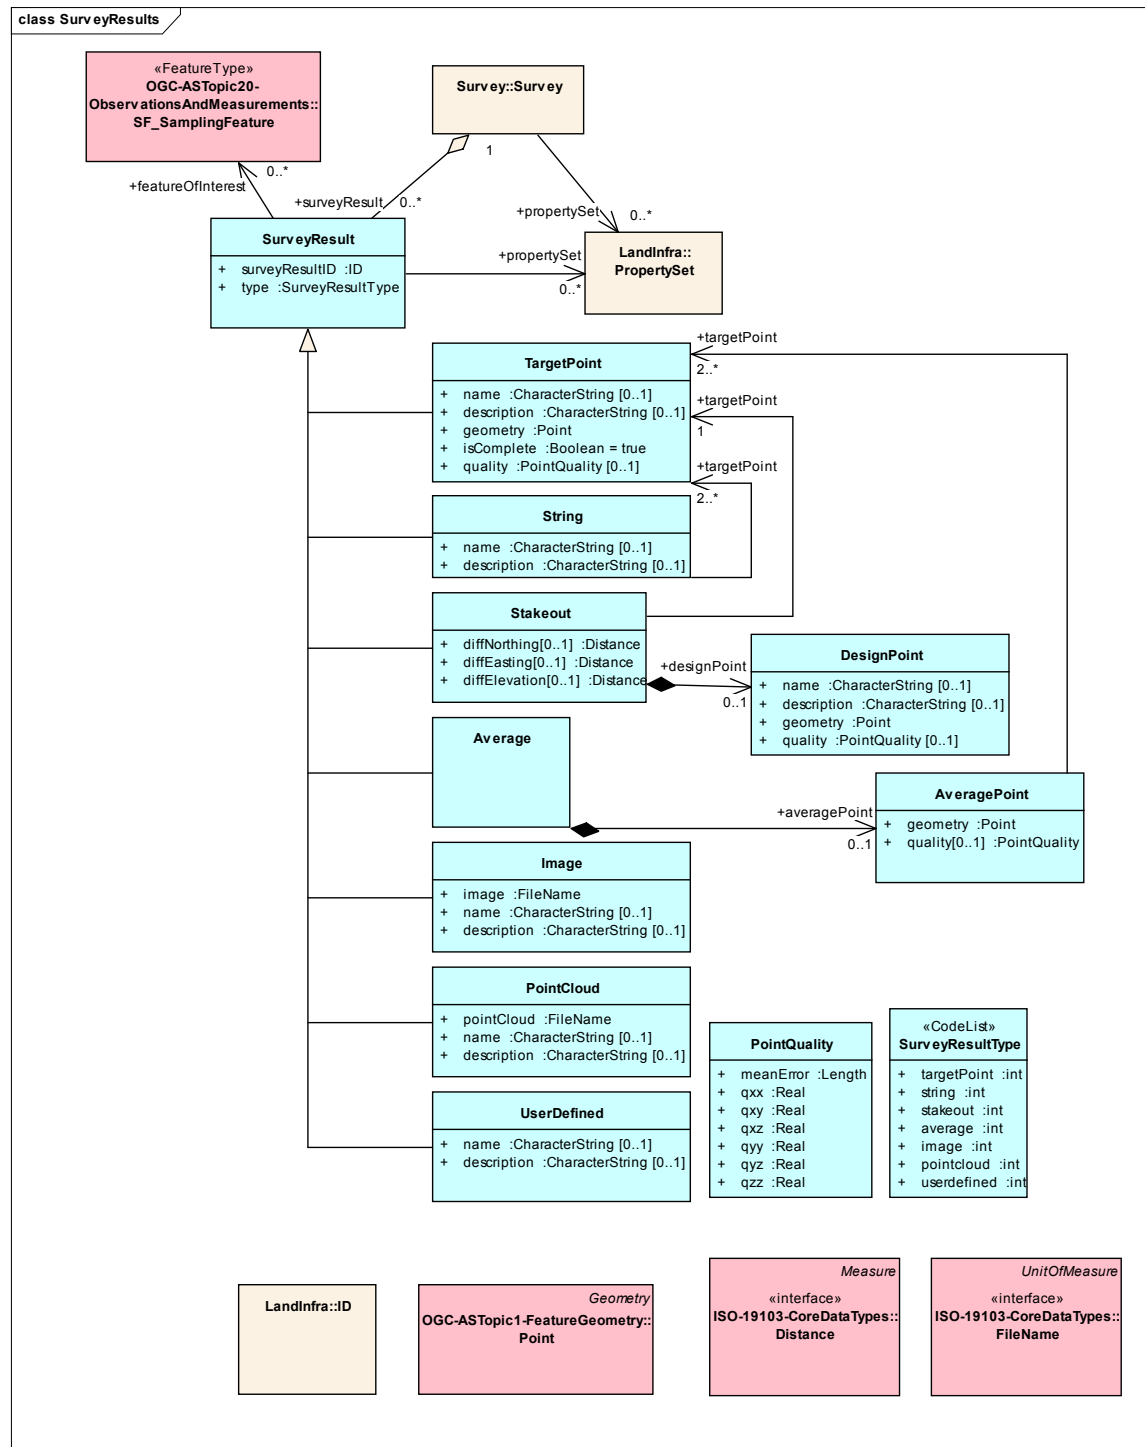 class SurveyResults
«FeatureType»
OGC-ASTopic20-
ObservationsAndMeasurements::
SF_SamplingFeature
Survey::Survey
1
0..*
+featureOfInterest
+surveyResult
0..*
+propertySet
0..*
SurveyResult
+ surveyResultID :ID
+ type :SurveyResultType
+propertySet
0..*
LandInfra::
PropertySet
TargetPoint
+ name :CharacterString [0..1]
+ description :CharacterString [0..1]
+ geometry :Point
+ isComplete :Boolean = true
+ quality :PointQuality [0..1]
+targetPoint
2..*
+targetPoint
1
+targetPoint
2..*
String
+ name :CharacterString [0..1]
+ description :CharacterString [0..1]
Stakeout
+ diffNorthing[0..1] :Distance
+ diffEasting[0..1] :Distance
+ diffElevation[0..1] :Distance
+designPoint
0..1
DesignPoint
+ name :CharacterString [0..1]
+ description :CharacterString [0..1]
+ geometry :Point
+ quality :PointQuality [0..1]
Average
+averagePoint
0..1
AveragePoint
+ geometry :Point
+ quality[0..1] :PointQuality
Image
+ image :FileName
+ name :CharacterString [0..1]
+ description :CharacterString [0..1]
PointCloud
+ pointCloud :FileName
+ name :CharacterString [0..1]
+ description :CharacterString [0..1]
UserDefined
+ name :CharacterString [0..1]
+ description :CharacterString [0..1]
PointQuality
+ meanError :Length
+ qxx :Real
+ qxy :Real
+ qxz :Real
+ qyy :Real
+ qyz :Real
+ qzz :Real
«CodeList»
SurveyResultType
+ targetPoint :int
+ string :int
+ stakeout :int
+ average :int
+ image :int
+ pointcloud :int
+ userdefined :int
LandInfra::ID
Geometry
OGC-ASTopic1-FeatureGeometry::
Point
Measure
«interface»
ISO-19103-CoreDataTypes::
Distance
UnitOfMeasure
«interface»
ISO-19103-CoreDataTypes::
FileName